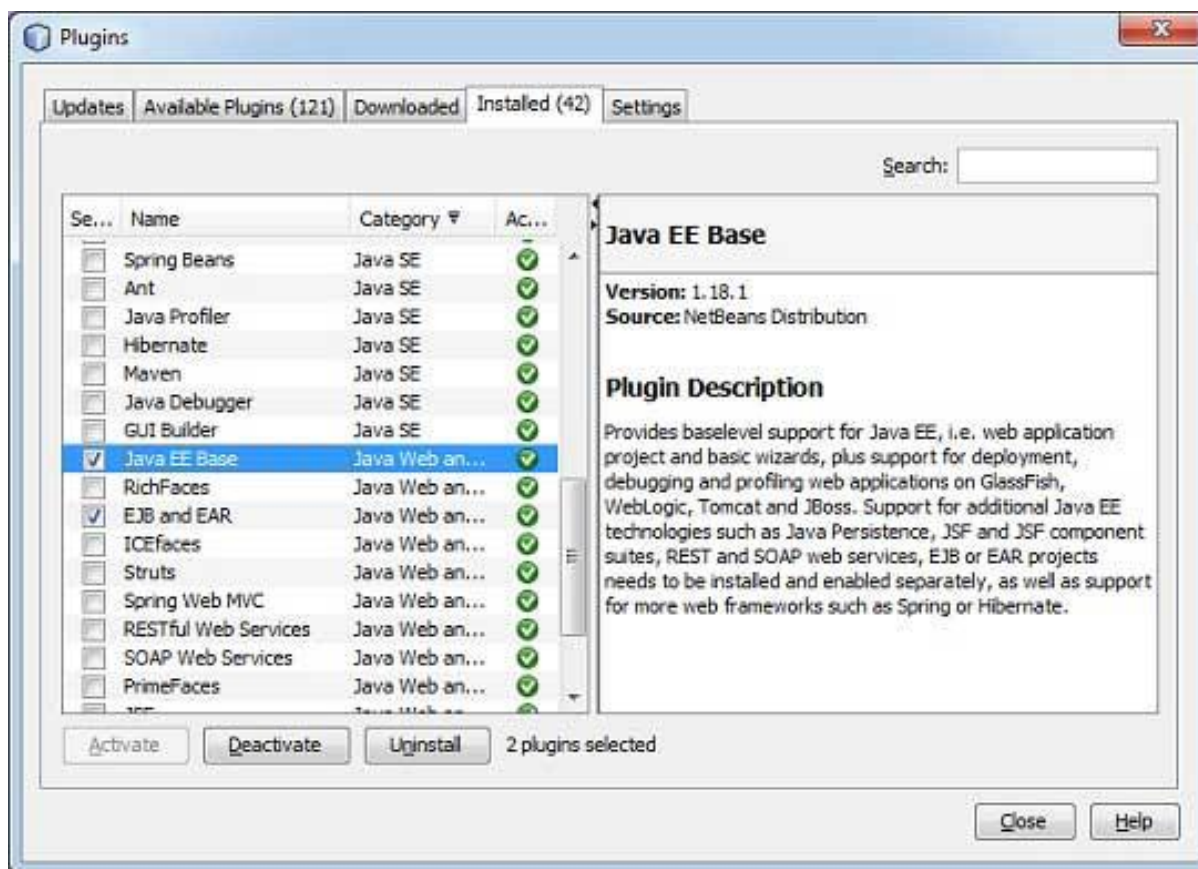 Plugins
Updates Available Plugins (121) Downloaded Installed (42) Settings
Search:
Se... Name Category Ac...
Spring Beans Java SE
Ant Java SE
Java Profiler Java SE
Hibernate Java SE
Maven Java SE
Java Debugger Java SE
GUI Builder Java SE
Java EE Base Java Web an...
RichFaces Java Web an...
EJB and EAR Java Web an...
ICEfaces Java Web an...
Struts Java Web an...
Spring Web MVC Java Web an...
RESTful Web Services Java Web an...
SOAP Web Services Java Web an...
PrimeFaces Java Web an...
Java EE Base
Version: 1.18.1
Source: NetBeans Distribution
Plugin Description
Provides baselevel support for Java EE, i.e. web application
project and basic wizards, plus support for deployment,
debugging and profiling web applications on GlassFish,
WebLogic, Tomcat and JBoss. Support for additional Java EE
technologies such as Java Persistence, JSF and JSF component
suites, REST and SOAP web services, EJB or EAR projects
needs to be installed and enabled separately, as well as support
for more web frameworks such as Spring or Hibernate.
Activate Deactivate Uninstall 2 plugins selected
Close Help